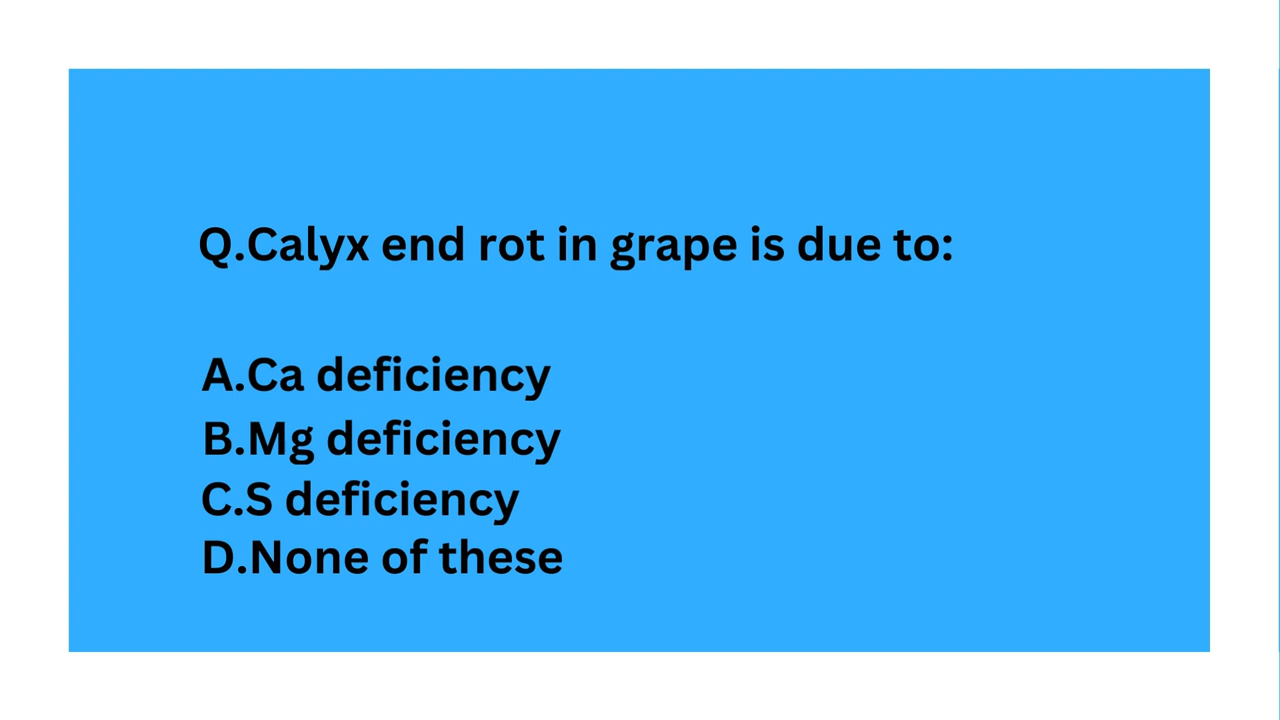 Q.Calyx end rot in grape is due to:
A.Ca deficiency
B.Mg deficiency
C.S deficiency
D.None of these